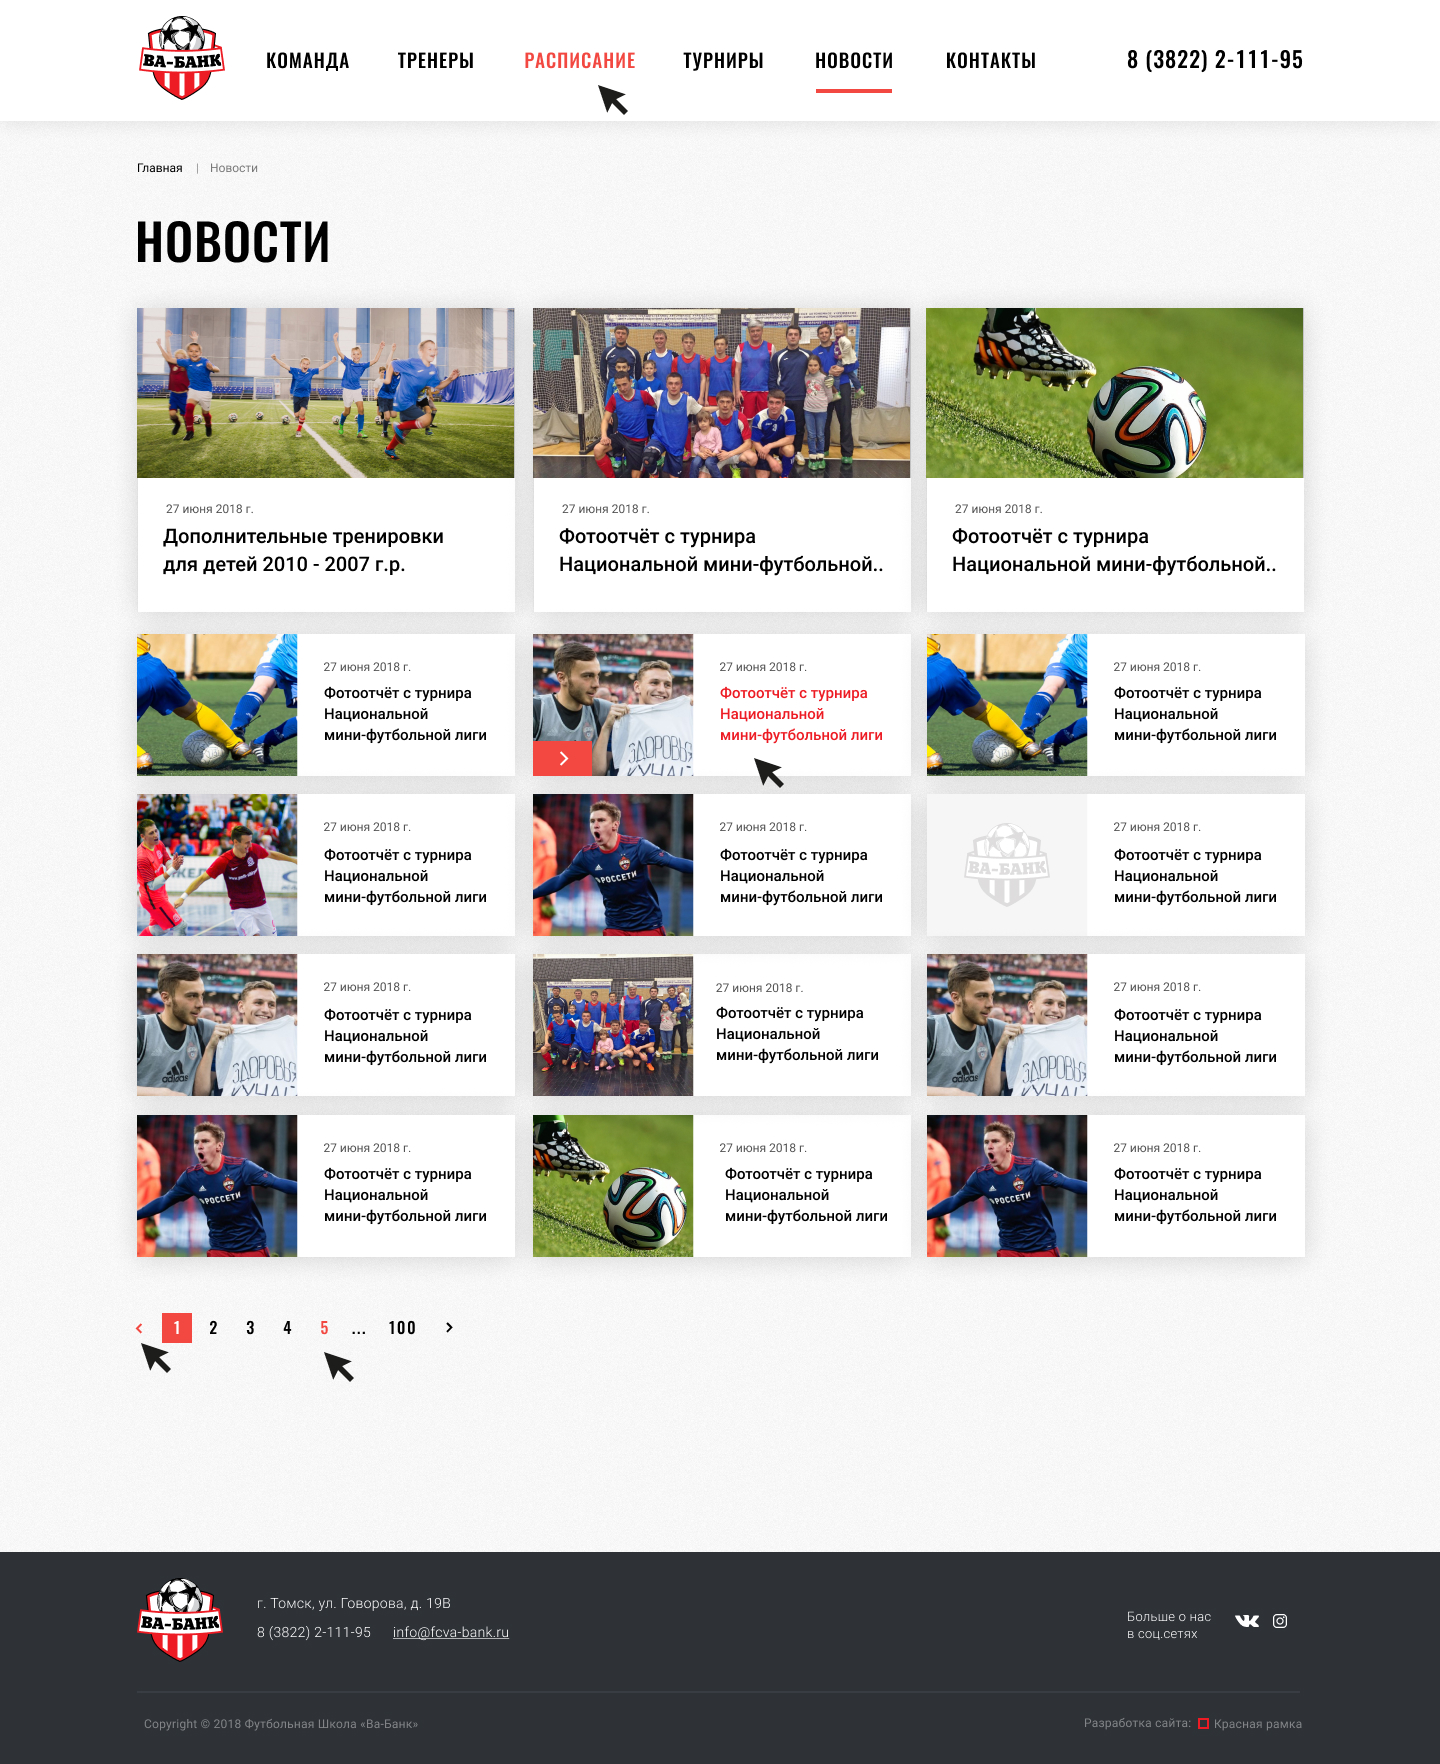 ВА-БАНК
КОМАНДА ТРЕНЕРЫ РАСПИСАНИЕ ТУРНИРЫ НОВОСТИ КОНТАКТЫ 8 (3822) 2-111-95
Главная | Новости
НОВОСТИ
27 июня 2018 г.
Дополнительные тренировки
для детей 2010 - 2007 г.р.
27 июня 2018 г.
Фотоотчёт с турнира
Национальной мини-футбольной..
27 июня 2018 г.
Фотоотчёт с турнира
Национальной мини-футбольной..
27 июня 2018 г.
Фотоотчёт с турнира
Национальной
мини-футбольной лиги
ЗДОРОВЬЯ
27 июня 2018 г.
Фотоотчёт с турнира
Национальной
мини-футбольной лиги
27 июня 2018 г.
Фотоотчёт с турнира
Национальной
мини-футбольной лиги
27 июня 2018 г.
Фотоотчёт с турнира
Национальной
мини-футбольной лиги
РОССЕТИ
27 июня 2018 г.
Фотоотчёт с турнира
Национальной
мини-футбольной лиги
ВА-БАНК
27 июня 2018 г.
Фотоотчёт с турнира
Национальной
мини-футбольной лиги
adidas
ЗДОРОВЬЯ
27 июня 2018 г.
Фотоотчёт с турнира
Национальной
мини-футбольной лиги
27 июня 2018 г.
Фотоотчёт с турнира
Национальной
мини-футбольной лиги
adidas
ЗДОРОВЬЯ
27 июня 2018 г.
Фотоотчёт с турнира
Национальной
мини-футбольной лиги
РОССЕТИ
27 июня 2018 г.
Фотоотчёт с турнира
Национальной
мини-футбольной лиги
27 июня 2018 г.
Фотоотчёт с турнира
Национальной
мини-футбольной лиги
РОССЕТИ
27 июня 2018 г.
Фотоотчёт с турнира
Национальной
мини-футбольной лиги
1 2 3 4 5 ... 100
ВА-БАНК
г. Томск, ул. Говорова, д. 19В
8 (3822) 2-111-95 info@fcva-bank.ru
Больше о нас
в соц.сетях
Copyright © 2018 Футбольная Школа «Ва-Банк»
Разработка сайта: Красная рамка